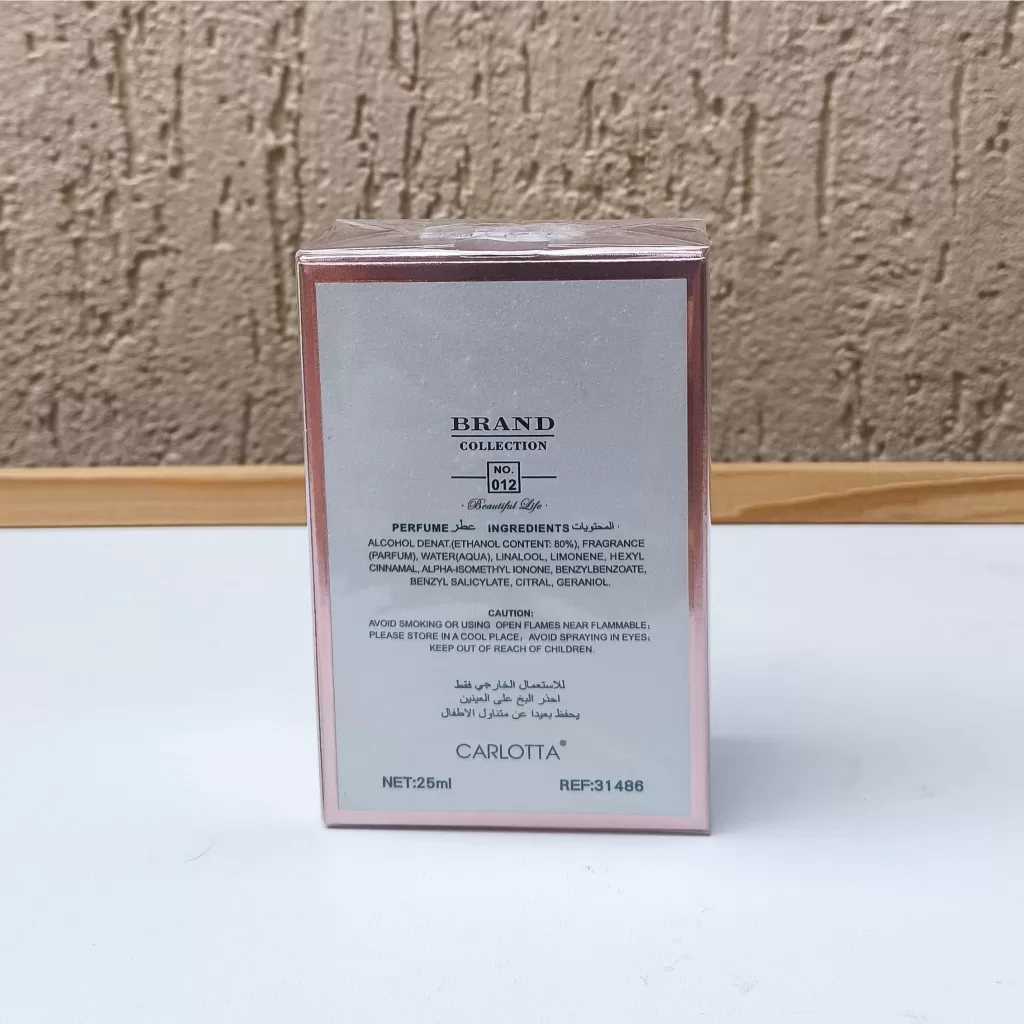 BRAND
COLLECTION
NO.
012
· Beautiful Life ·
PERFUME عطر INGREDIENTS المحتويات :
ALCOHOL DENAT.(ETHANOL CONTENT: 80%), FRAGRANCE
(PARFUM), WATER(AQUA), LINALOOL, LIMONENE, HEXYL
CINNAMAL, ALPHA-ISOMETHYL IONONE, BENZYLBENZOATE,
BENZYL SALICYLATE, CITRAL, GERANIOL.
CAUTION:
AVOID SMOKING OR USING OPEN FLAMES NEAR FLAMMABLE;
PLEASE STORE IN A COOL PLACE; AVOID SPRAYING IN EYES;
KEEP OUT OF REACH OF CHILDREN.
للاستعمال الخارجي فقط
احذر البخ على العينين
يحفظ بعيدا عن متناول الاطفال
CARLOTTA®
NET:25ml REF:31486